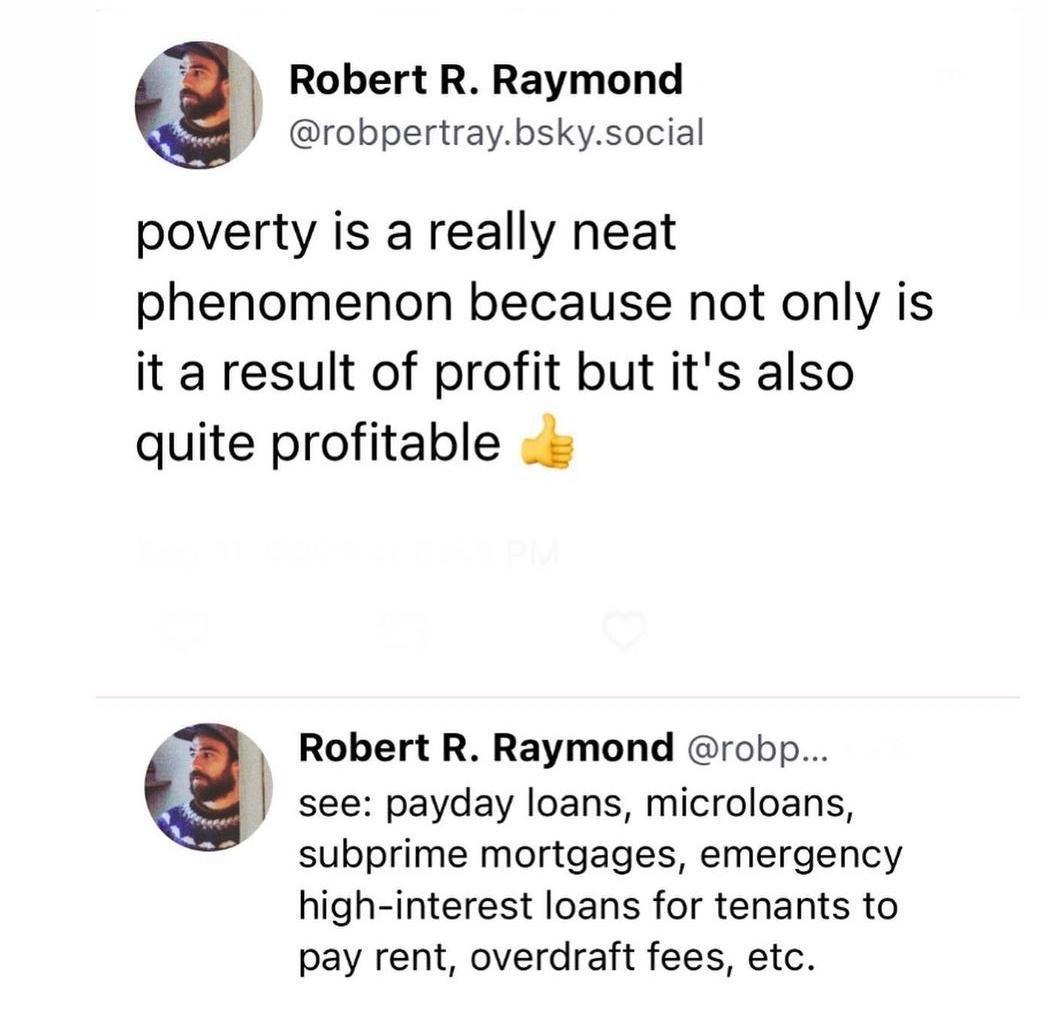 Robert R. Raymond
@robpertray.bsky.social
poverty is a really neat
phenomenon because not only is
it a result of profit but it's also
quite profitable 👍
PM
Robert R. Raymond @robp...
see: payday loans, microloans,
subprime mortgages, emergency
high-interest loans for tenants to
pay rent, overdraft fees, etc.